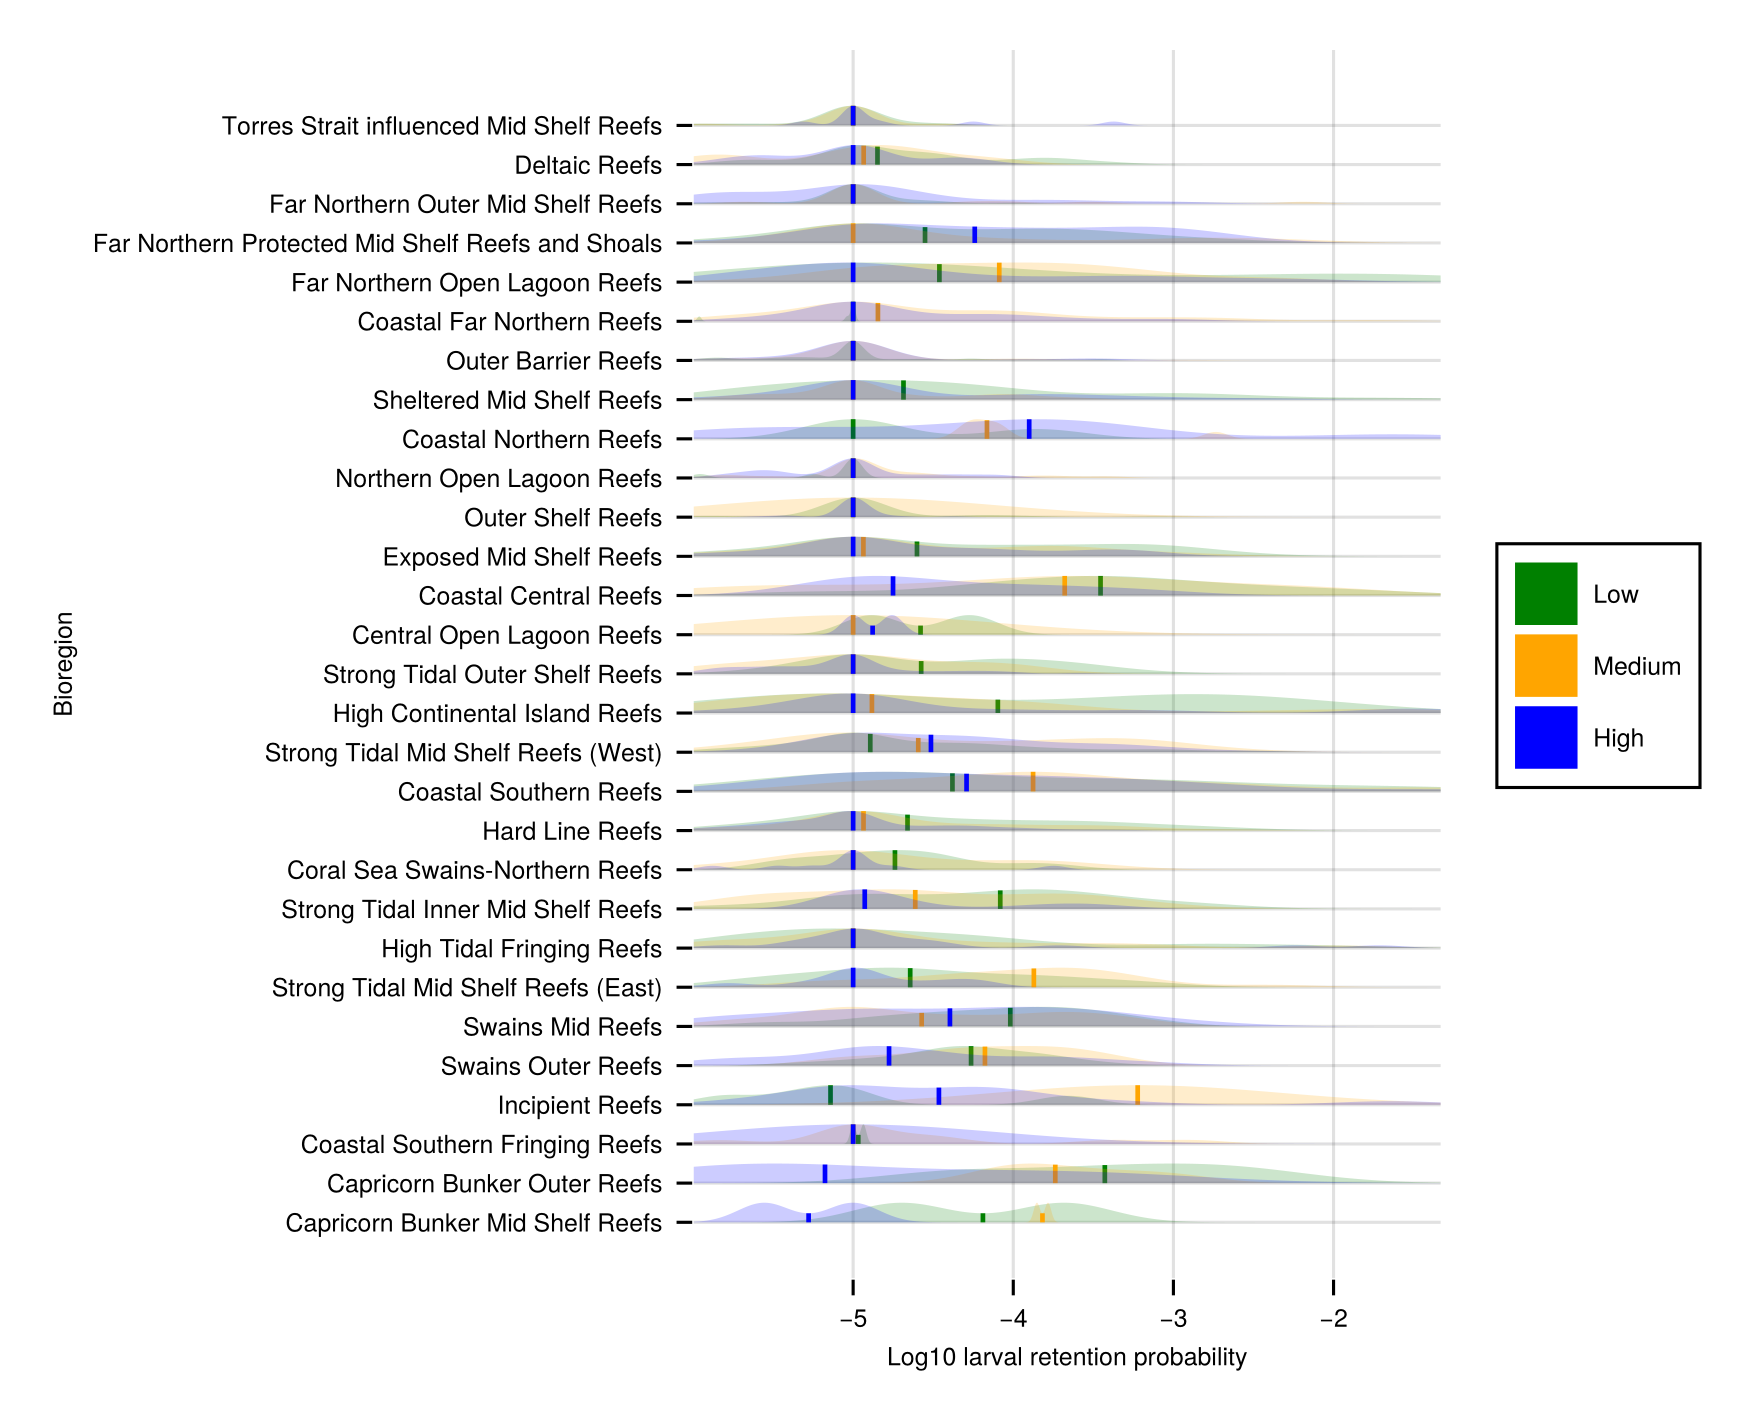 Torres Strait influenced Mid Shelf Reefs
Deltaic Reefs
Far Northern Outer Mid Shelf Reefs
Far Northern Protected Mid Shelf Reefs and Shoals
Far Northern Open Lagoon Reefs
Coastal Far Northern Reefs
Outer Barrier Reefs
Sheltered Mid Shelf Reefs
Coastal Northern Reefs
Northern Open Lagoon Reefs
Outer Shelf Reefs
Exposed Mid Shelf Reefs
Coastal Central Reefs
Central Open Lagoon Reefs
Strong Tidal Outer Shelf Reefs
High Continental Island Reefs
Strong Tidal Mid Shelf Reefs (West)
Coastal Southern Reefs
Hard Line Reefs
Coral Sea Swains-Northern Reefs
Strong Tidal Inner Mid Shelf Reefs
High Tidal Fringing Reefs
Strong Tidal Mid Shelf Reefs (East)
Swains Mid Reefs
Swains Outer Reefs
Incipient Reefs
Coastal Southern Fringing Reefs
Capricorn Bunker Outer Reefs
Capricorn Bunker Mid Shelf Reefs
Bioregion
−5 −4 −3 −2
Log10 larval retention probability
Low
Medium
High